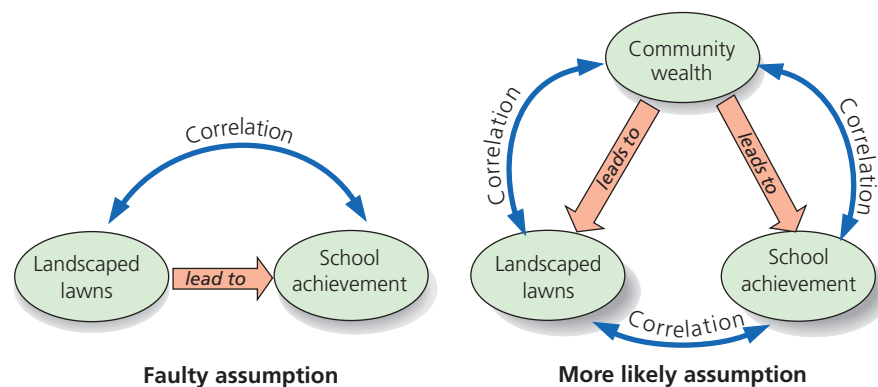 Correlation
Landscaped
lawns
lead to
School
achievement
Faulty assumption
Community
wealth
Correlation
leads to
leads to
Correlation
Landscaped
lawns
School
achievement
Correlation
More likely assumption